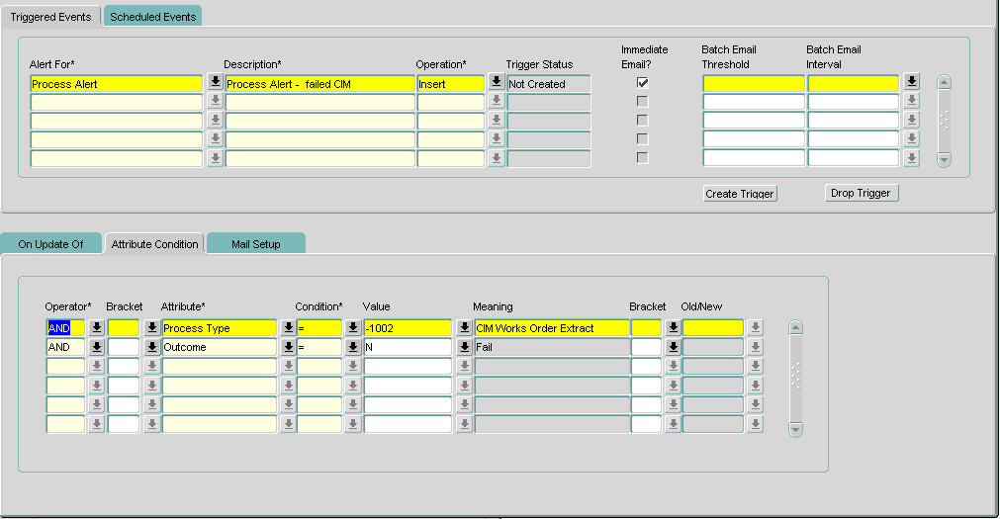 Triggered Events Scheduled Events
Immediate Batch Email Batch Email
Alert For* Description* Operation* Trigger Status Email? Threshold Interval
Process Alert Process Alert - failed CIM Insert Not Created
Create Trigger Drop Trigger
On Update Of Attribute Condition Mail Setup
Operator* Bracket Attribute* Condition* Value Meaning Bracket Old/New
AND Process Type = -1002 CIM Works Order Extract
AND Outcome = N Fail